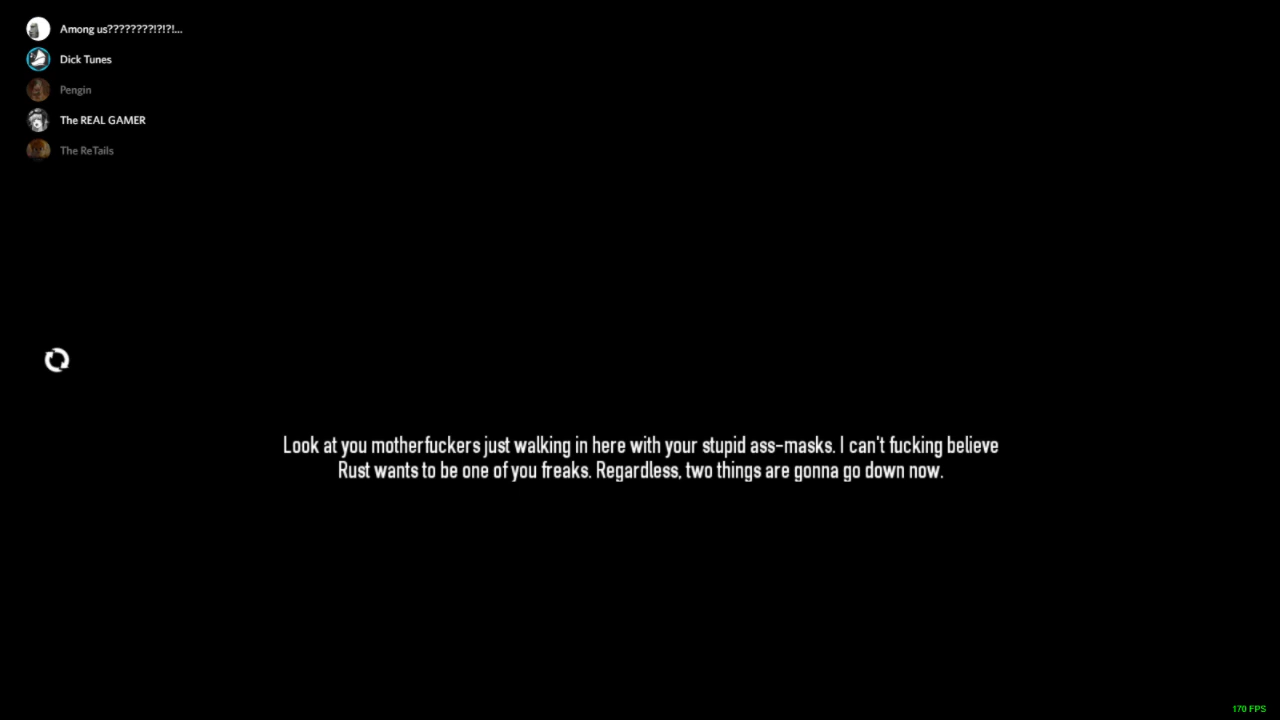 Among us????????!?!?!...
Dick Tunes
Pengin
The REAL GAMER
The ReTails
Look at you motherfuckers just walking in here with your stupid ass-masks. I can't fucking believe
Rust wants to be one of you freaks. Regardless, two things are gonna go down now.
170 FPS